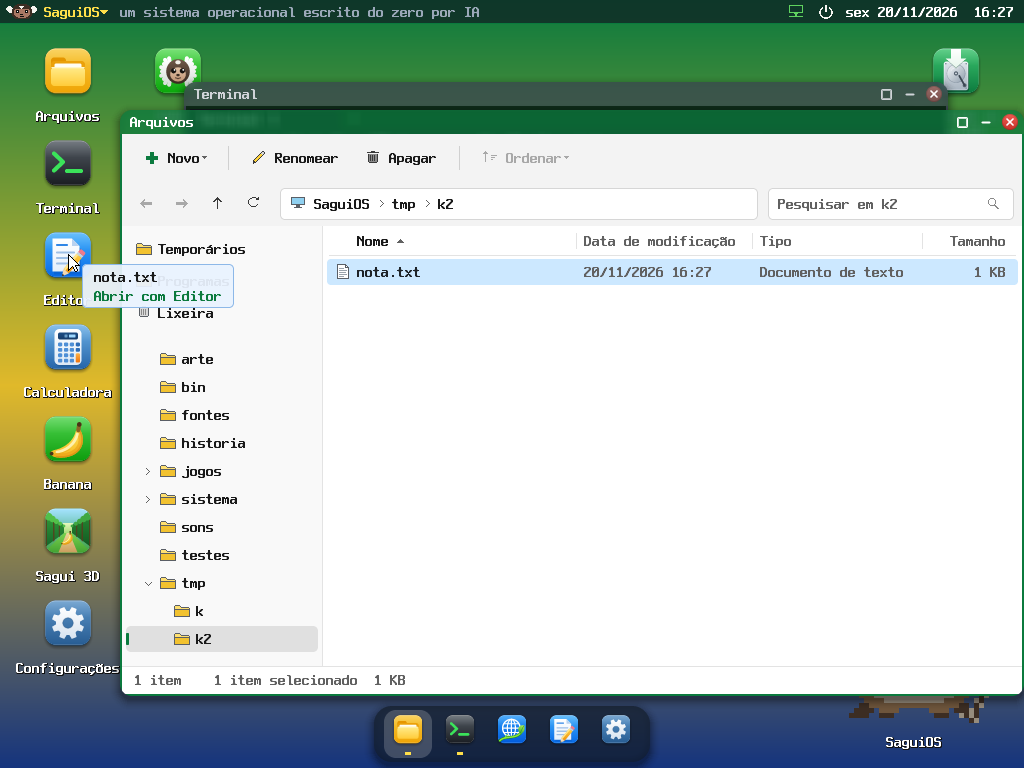 SaguiOS um sistema operacional escrito do zero por IA sex 20/11/2026 16:27
Arquivos
Terminal
Editor
Calculadora
Banana
Sagui 3D
Configurações
Terminal
Arquivos
Novo Renomear Apagar Ordenar
SaguiOS tmp k2 Pesquisar em k2
Temporários
Programas
Lixeira
arte
bin
fontes
historia
jogos
sistema
sons
testes
tmp
k
k2
Nome Data de modificação Tipo Tamanho
nota.txt 20/11/2026 16:27 Documento de texto 1 KB
nota.txt
Abrir com Editor
1 item 1 item selecionado 1 KB
SaguiOS